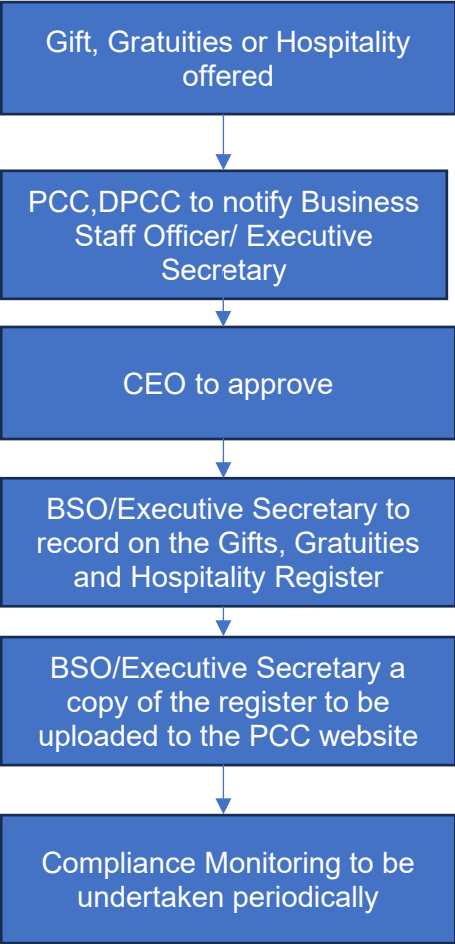 Gift, Gratuities or Hospitality
offered
PCC,DPCC to notify Business
Staff Officer/ Executive
Secretary
CEO to approve
BSO/Executive Secretary to
record on the Gifts, Gratuities
and Hospitality Register
BSO/Executive Secretary a
copy of the register to be
uploaded to the PCC website
Compliance Monitoring to be
undertaken periodically